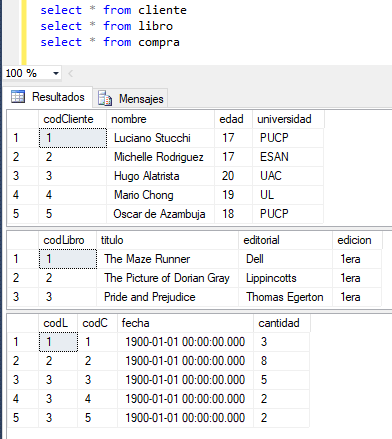 select * from cliente
select * from libro
select * from compra
100 %
Resultados Mensajes
codCliente nombre edad universidad
1 1 Luciano Stucchi 17 PUCP
2 2 Michelle Rodriguez 17 ESAN
3 3 Hugo Alatrista 20 UAC
4 4 Mario Chong 19 UL
5 5 Oscar de Azambuja 18 PUCP
codLibro titulo editorial edicion
1 1 The Maze Runner Dell 1era
2 2 The Picture of Dorian Gray Lippincotts 1era
3 3 Pride and Prejudice Thomas Egerton 1era
codL codC fecha cantidad
1 1 1 1900-01-01 00:00:00.000 3
2 2 2 1900-01-01 00:00:00.000 8
3 3 3 1900-01-01 00:00:00.000 5
4 3 4 1900-01-01 00:00:00.000 2
5 3 5 1900-01-01 00:00:00.000 2